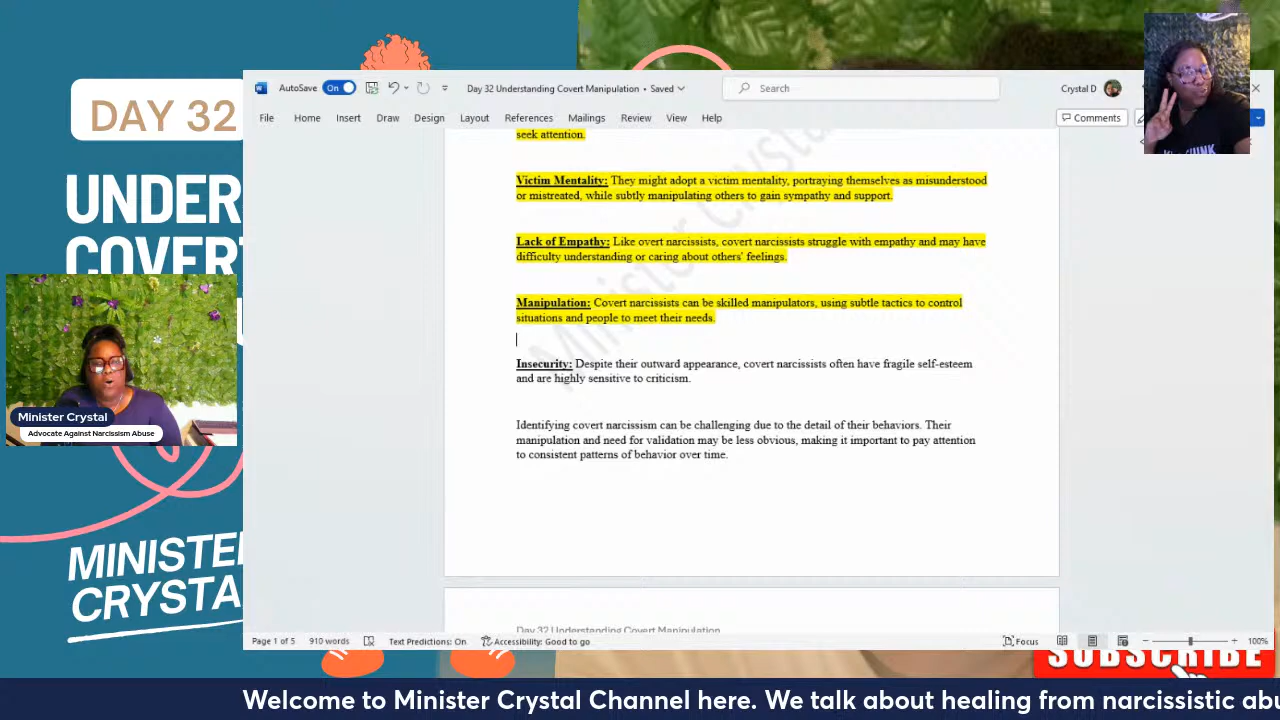 DAY 32
UNDER
COVERT
MINISTER
CRYSTA
Minister Crystal
Advocate Against Narcissism Abuse
AutoSave On Day 32 Understanding Covert Manipulation • Saved Search Crystal D
File Home Insert Draw Design Layout References Mailings Review View Help Comments
seek attention.
Victim Mentality: They might adopt a victim mentality, portraying themselves as misunderstood
or mistreated, while subtly manipulating others to gain sympathy and support.
Lack of Empathy: Like overt narcissists, covert narcissists struggle with empathy and may have
difficulty understanding or caring about others' feelings.
Manipulation: Covert narcissists can be skilled manipulators, using subtle tactics to control
situations and people to meet their needs.
Insecurity: Despite their outward appearance, covert narcissists often have fragile self-esteem
and are highly sensitive to criticism.
Identifying covert narcissism can be challenging due to the detail of their behaviors. Their
manipulation and need for validation may be less obvious, making it important to pay attention
to consistent patterns of behavior over time.
Minister Crysta
Day 32 Understanding Covert Manipulation
Page 1 of 5 910 words Text Predictions: On Accessibility: Good to go Focus 100%
SUBSCRIBE
Welcome to Minister Crystal Channel here. We talk about healing from narcissistic abu